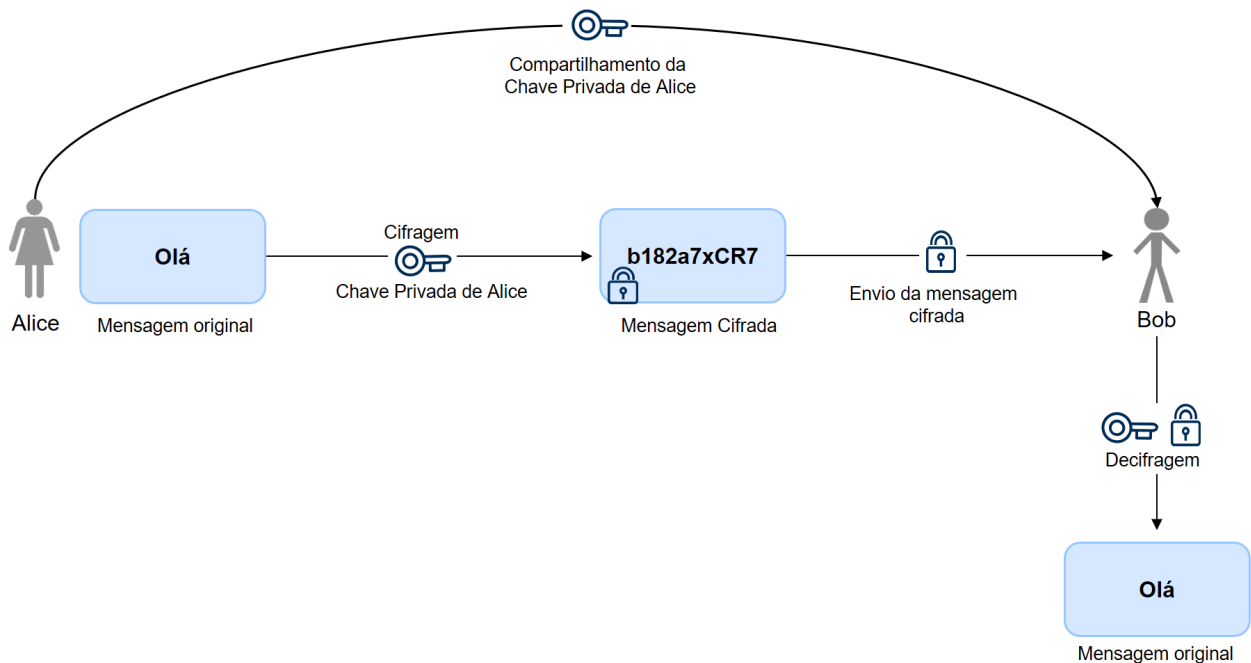 Compartilhamento da
Chave Privada de Alice
Olá
Cifragem
Chave Privada de Alice
b182a7xCR7
Envio da mensagem
cifrada
Alice
Mensagem original
Mensagem Cifrada
Bob
Decifragem
Olá
Mensagem original